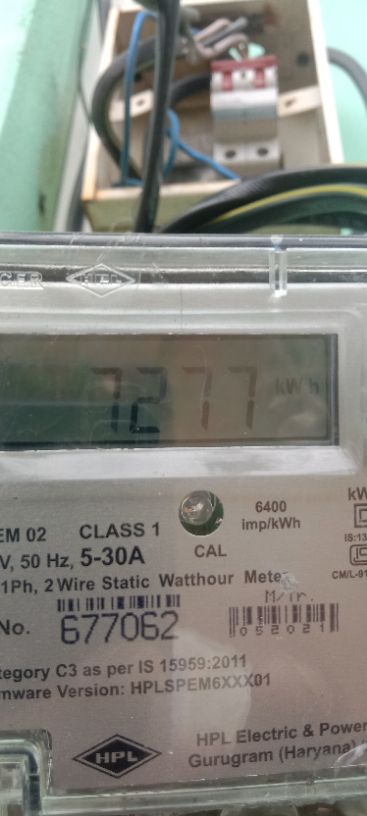 HPL
7277 kWh
6400
imp/kWh
EM 02 CLASS 1
V, 50 Hz, 5-30A CAL
1Ph, 2 Wire Static Watthour Meter
M/Yr.
No. 677062 052021
tegory C3 as per IS 15959:2011
rmware Version: HPLSPEM6XXX01
HPL HPL Electric & Power
Gurugram (Haryana)